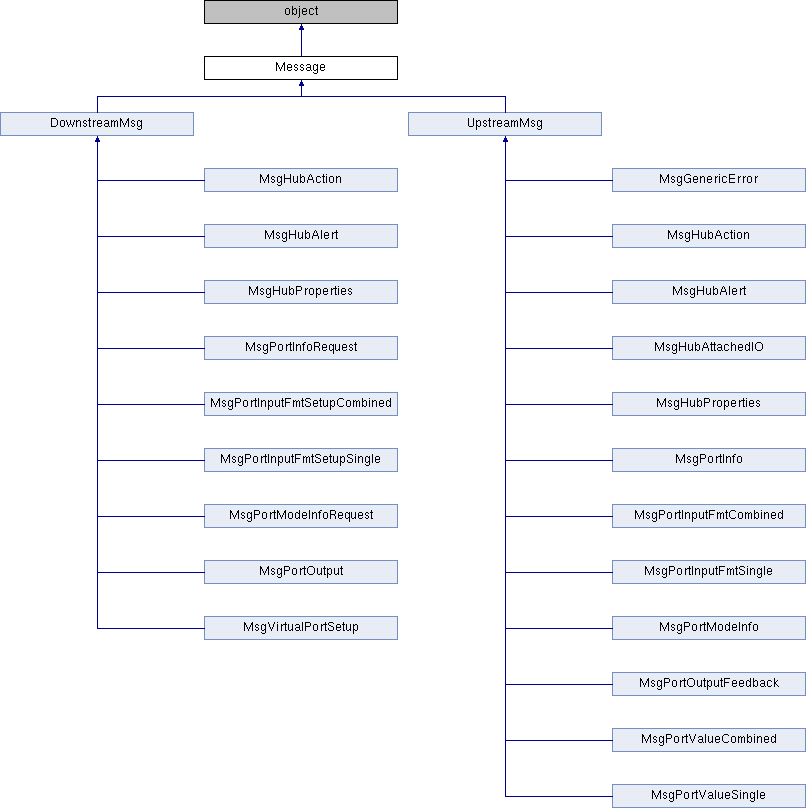 object
Message
DownstreamMsg
UpstreamMsg
MsgHubAction
MsgGenericError
MsgHubAlert
MsgHubAction
MsgHubProperties
MsgHubAlert
MsgPortInfoRequest
MsgHubAttachedIO
MsgPortInputFmtSetupCombined
MsgHubProperties
MsgPortInputFmtSetupSingle
MsgPortInfo
MsgPortModeInfoRequest
MsgPortInputFmtCombined
MsgPortOutput
MsgPortInputFmtSingle
MsgVirtualPortSetup
MsgPortModeInfo
MsgPortOutputFeedback
MsgPortValueCombined
MsgPortValueSingle